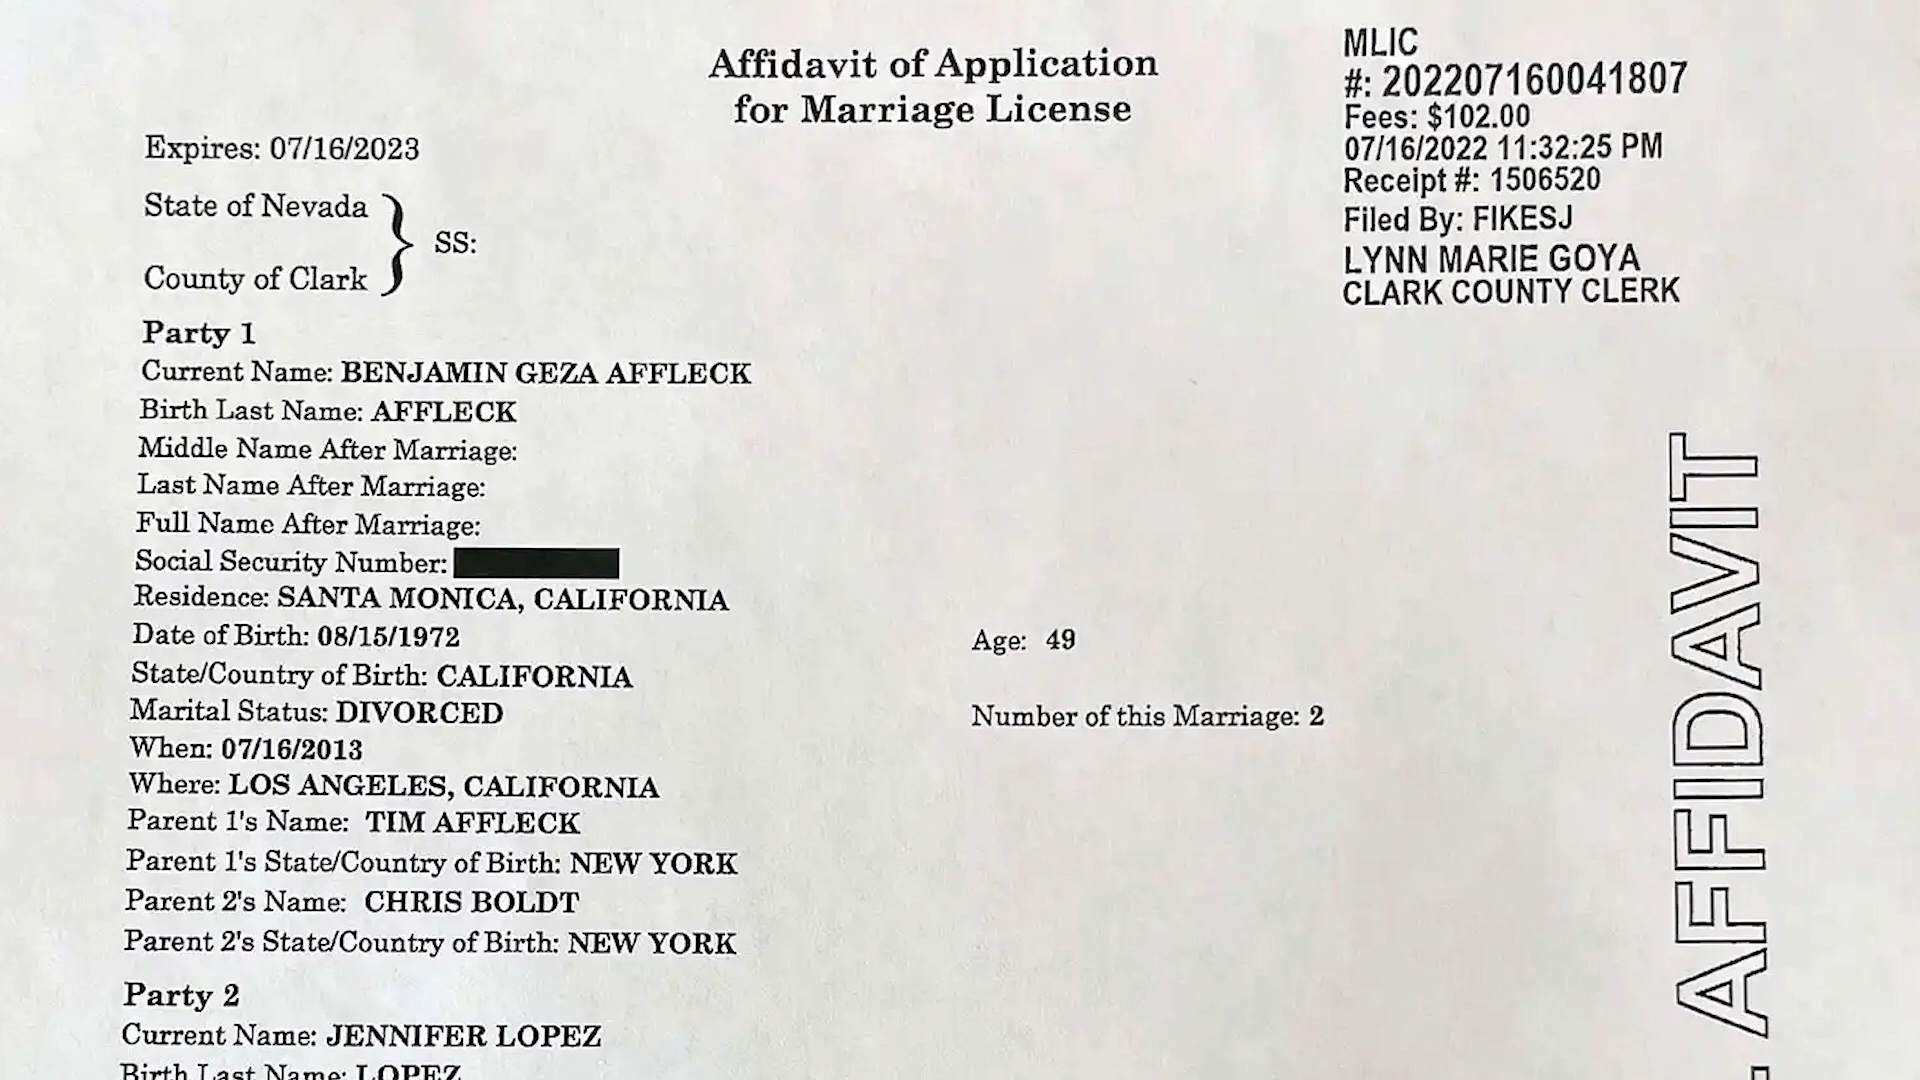 Affidavit of Application
for Marriage License
MLIC
#: 202207160041807
Fees: $102.00
07/16/2022 11:32:25 PM
Receipt #: 1506520
Filed By: FIKESJ
LYNN MARIE GOYA
CLARK COUNTY CLERK
Expires: 07/16/2023
State of Nevada
SS:
County of Clark
Party 1
Current Name: BENJAMIN GEZA AFFLECK
Birth Last Name: AFFLECK
Middle Name After Marriage:
Last Name After Marriage:
Full Name After Marriage:
Social Security Number:
Residence: SANTA MONICA, CALIFORNIA
Date of Birth: 08/15/1972 Age: 49
State/Country of Birth: CALIFORNIA
Marital Status: DIVORCED Number of this Marriage: 2
When: 07/16/2013
Where: LOS ANGELES, CALIFORNIA
Parent 1's Name: TIM AFFLECK
Parent 1's State/Country of Birth: NEW YORK
Parent 2's Name: CHRIS BOLDT
Parent 2's State/Country of Birth: NEW YORK
Party 2
Current Name: JENNIFER LOPEZ
Birth Last Name: LOPEZ
AFFIDAVIT